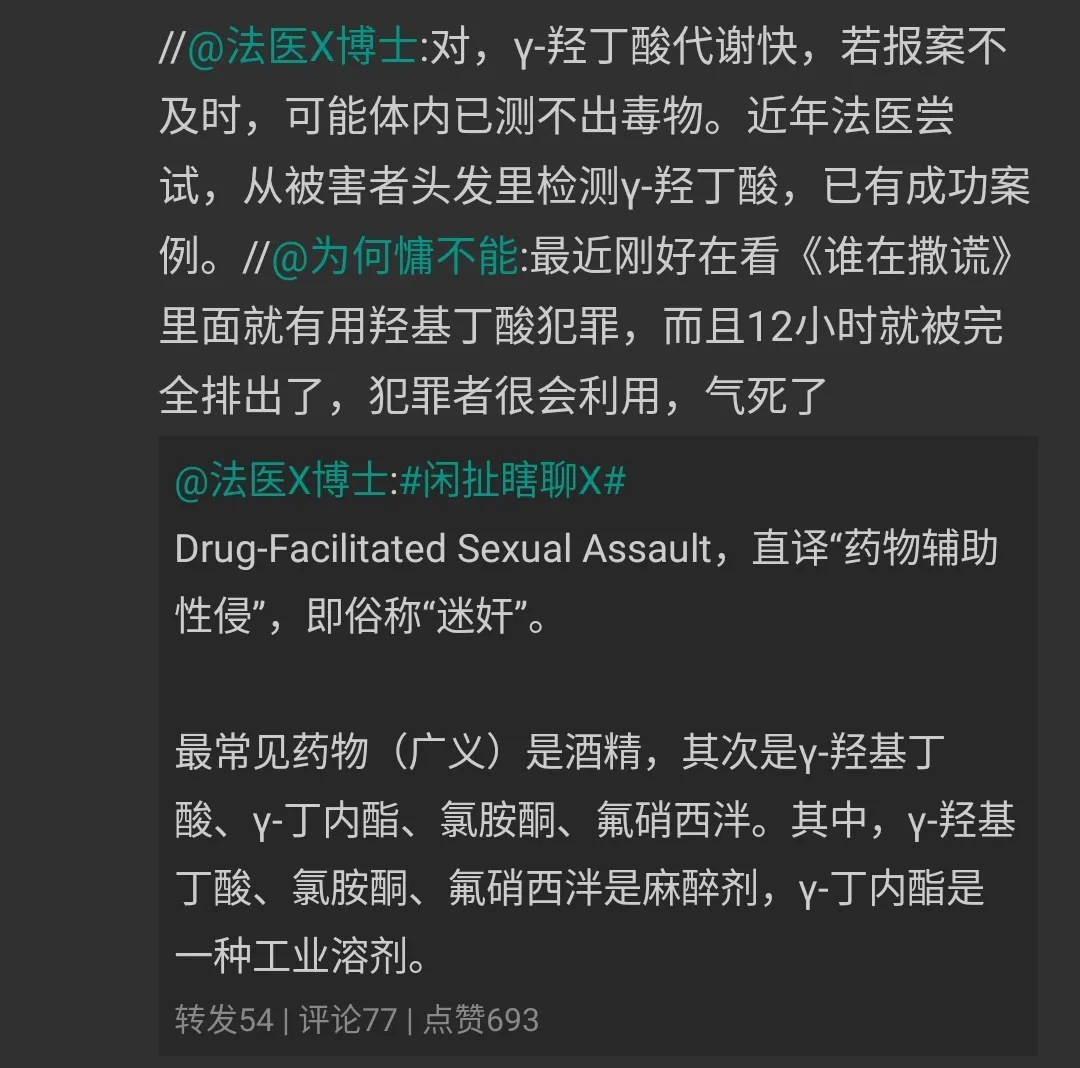 //@法医X博士:对，γ-羟丁酸代谢快，若报案不
及时，可能体内已测不出毒物。近年法医尝
试，从被害者头发里检测γ-羟丁酸，已有成功案
例。//@为何慵不能:最近刚好在看《谁在撒谎》
里面就有用羟基丁酸犯罪，而且12小时就被完
全排出了，犯罪者很会利用，气死了
@法医X博士:#闲扯瞎聊X#
Drug-Facilitated Sexual Assault，直译“药物辅助
性侵”，即俗称“迷奸”。
最常见药物（广义）是酒精，其次是γ-羟基丁
酸、γ-丁内酯、氯胺酮、氟硝西泮。其中，γ-羟基
丁酸、氯胺酮、氟硝西泮是麻醉剂，γ-丁内酯是
一种工业溶剂。
转发54 | 评论77 | 点赞693